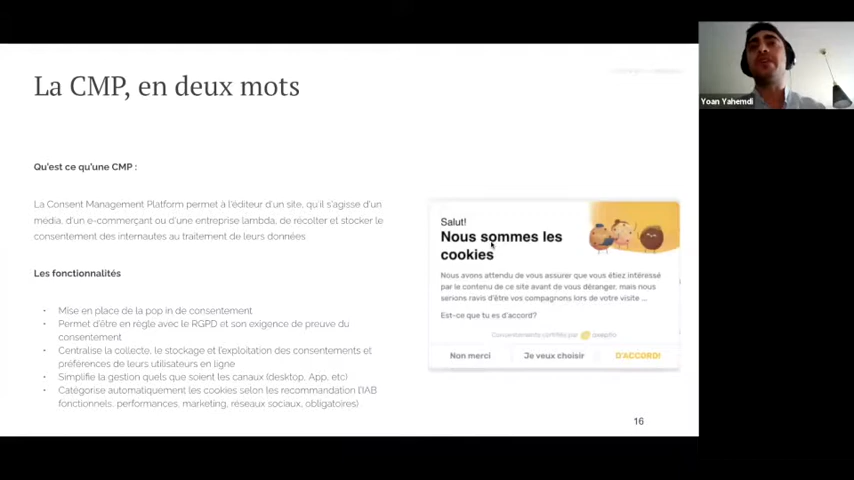 La CMP, en deux mots
Yoan Yahemdi
Qu'est ce qu'une CMP :
La Consent Management Platform permet à l'éditeur d'un site, qu'il s'agisse d'un
média, d'un e-commerçant ou d'une entreprise lambda, de récolter et stocker le
consentement des internautes au traitement de leurs données
Les fonctionnalités
• Mise en place de la pop in de consentement
• Permet d'être en règle avec le RGPD et son exigence de preuve du
consentement
• Centralise la collecte, le stockage et l'exploitation des consentements et
préférences de leurs utilisateurs en ligne
• Simplifie la gestion quels que soient les canaux (desktop, App, etc)
• Catégorise automatiquement les cookies selon les recommandation l'IAB
fonctionnels, performances, marketing, réseaux sociaux, obligatoires)
Salut!
Nous sommes les
cookies
Nous avons attendu de vous assurer que vous étiez intéressé
par le contenu de ce site avant de vous déranger, mais nous
serions ravis d'être vos compagnons lors de votre visite ...
Est-ce que tu es d'accord?
Consentements certifiés par axeptio
Non merci
Je veux choisir
D'ACCORD!
16